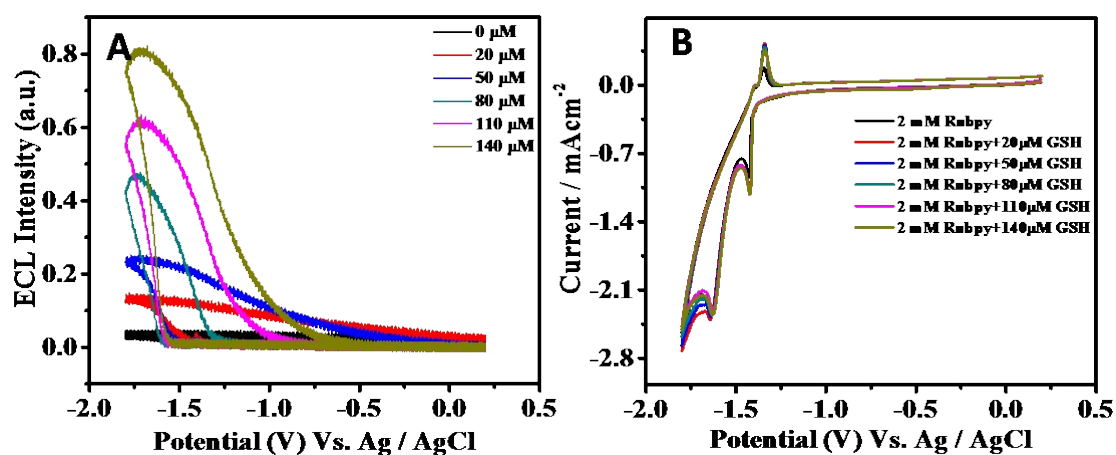 A
0 μM
20 μM
50 μM
80 μM
110 μM
140 μM
0.8
0.6
0.4
0.2
0.0
ECL Intensity (a.u.)
-2.0 -1.5 -1.0 -0.5 0.0 0.5
Potential (V) Vs. Ag / AgCl
B
2 mM Rubpy
2 mM Rubpy+20μM GSH
2 mM Rubpy+50μM GSH
2 mM Rubpy+80μM GSH
2 mM Rubpy+110μM GSH
2 mM Rubpy+140μM GSH
0.0
-0.7
-1.4
-2.1
-2.8
Current / mAcm-2
-2.0 -1.5 -1.0 -0.5 0.0 0.5
Potential (V) Vs. Ag / AgCl